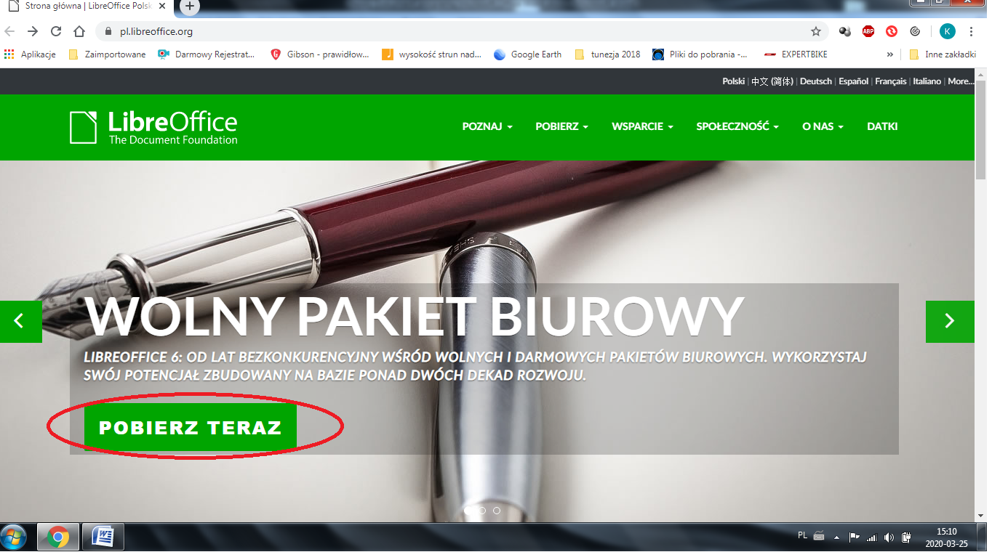 Strona główna | LibreOffice Polsk
pl.libreoffice.org
ABP
K
Aplikacje
Zaimportowane
Darmowy Rejestrat...
Gibson - prawidłow...
wysokość strun nad...
Google Earth
tunezja 2018
Pliki do pobrania -...
EXPERTBIKE
»
Inne zakładki
Polski | 中文 (简体) | Deutsch | Español | Français | Italiano | More...
LibreOffice
The Document Foundation
POZNAJ
POBIERZ
WSPARCIE
SPOŁECZNOŚĆ
O NAS
DATKI
WOLNY PAKIET BIUROWY
LIBREOFFICE 6: OD LAT BEZKONKURENCYJNY WŚRÓD WOLNYCH I DARMOWYCH PAKIETÓW BIUROWYCH. WYKORZYSTAJ
SWÓJ POTENCJAŁ ZBUDOWANY NA BAZIE PONAD DWÓCH DEKAD ROZWOJU.
POBIERZ TERAZ
PL
15:10
2020-03-25